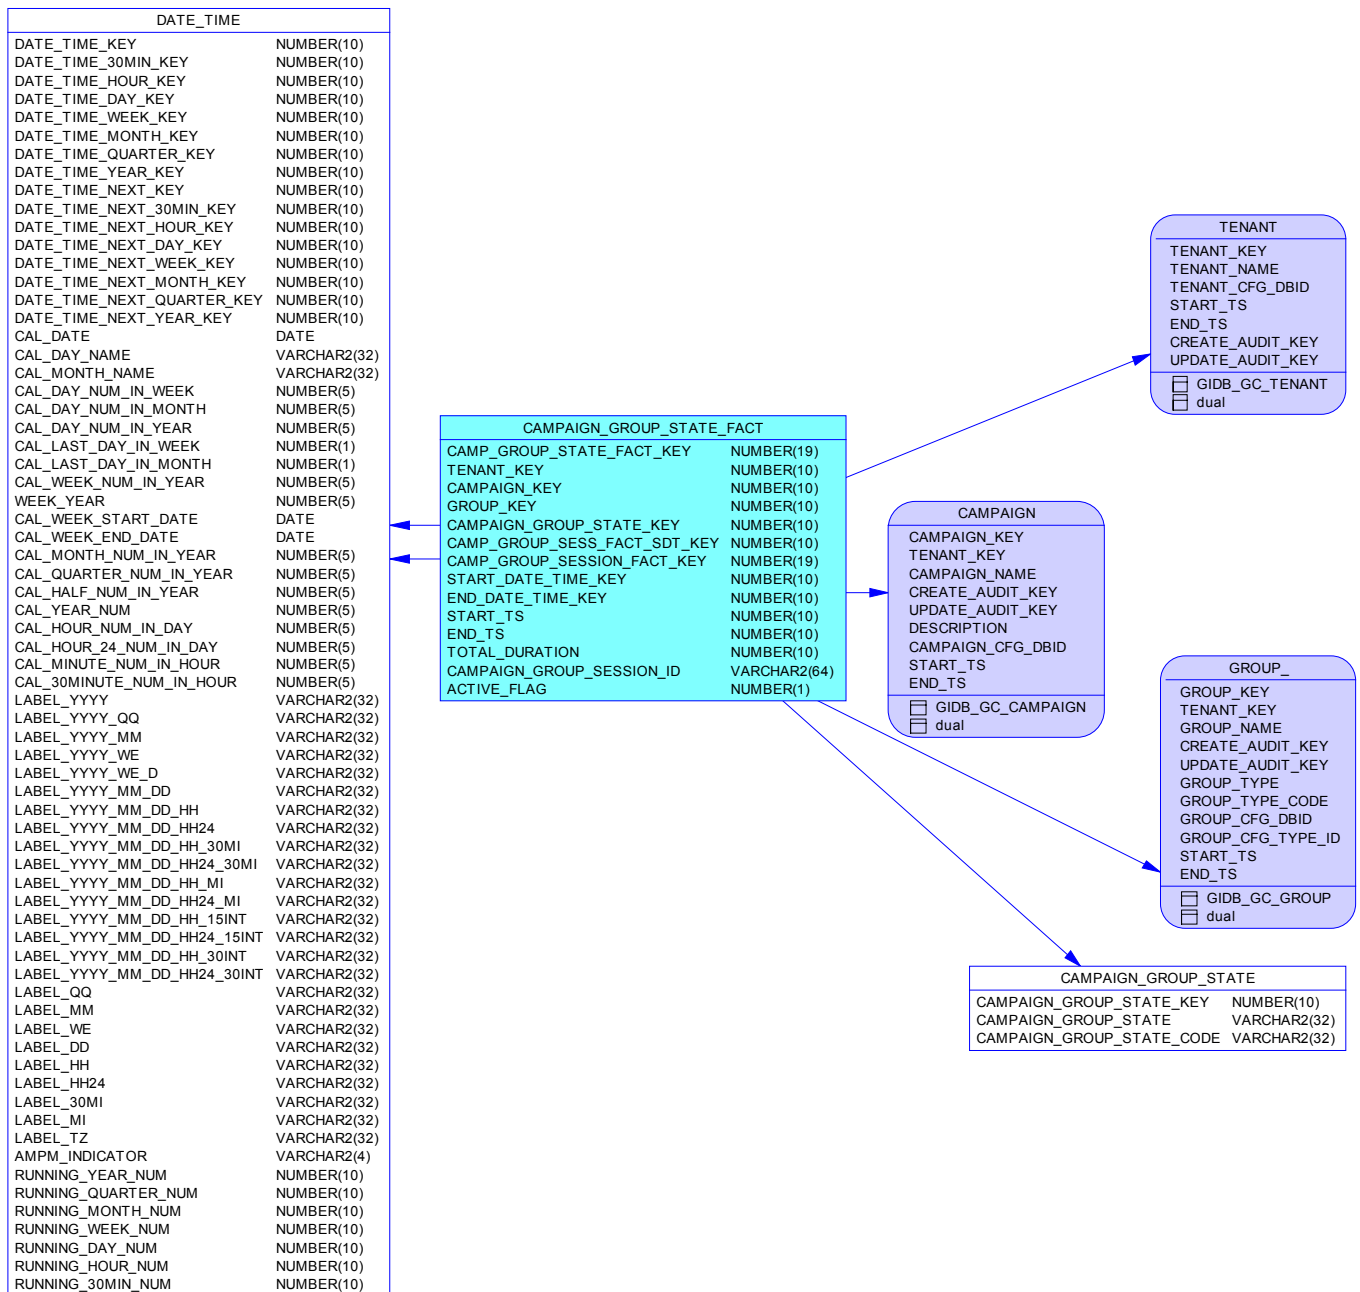 DATE_TIME
DATE_TIME_KEY NUMBER(10)
DATE_TIME_30MIN_KEY NUMBER(10)
DATE_TIME_HOUR_KEY NUMBER(10)
DATE_TIME_DAY_KEY NUMBER(10)
DATE_TIME_WEEK_KEY NUMBER(10)
DATE_TIME_MONTH_KEY NUMBER(10)
DATE_TIME_QUARTER_KEY NUMBER(10)
DATE_TIME_YEAR_KEY NUMBER(10)
DATE_TIME_NEXT_KEY NUMBER(10)
DATE_TIME_NEXT_30MIN_KEY NUMBER(10)
DATE_TIME_NEXT_HOUR_KEY NUMBER(10)
DATE_TIME_NEXT_DAY_KEY NUMBER(10)
DATE_TIME_NEXT_WEEK_KEY NUMBER(10)
DATE_TIME_NEXT_MONTH_KEY NUMBER(10)
DATE_TIME_NEXT_QUARTER_KEY NUMBER(10)
DATE_TIME_NEXT_YEAR_KEY NUMBER(10)
CAL_DATE DATE
CAL_DAY_NAME VARCHAR2(32)
CAL_MONTH_NAME VARCHAR2(32)
CAL_DAY_NUM_IN_WEEK NUMBER(5)
CAL_DAY_NUM_IN_MONTH NUMBER(5)
CAL_DAY_NUM_IN_YEAR NUMBER(5)
CAL_LAST_DAY_IN_WEEK NUMBER(1)
CAL_LAST_DAY_IN_MONTH NUMBER(1)
CAL_WEEK_NUM_IN_YEAR NUMBER(5)
WEEK_YEAR NUMBER(5)
CAL_WEEK_START_DATE DATE
CAL_WEEK_END_DATE DATE
CAL_MONTH_NUM_IN_YEAR NUMBER(5)
CAL_QUARTER_NUM_IN_YEAR NUMBER(5)
CAL_HALF_NUM_IN_YEAR NUMBER(5)
CAL_YEAR_NUM NUMBER(5)
CAL_HOUR_NUM_IN_DAY NUMBER(5)
CAL_HOUR_24_NUM_IN_DAY NUMBER(5)
CAL_MINUTE_NUM_IN_HOUR NUMBER(5)
CAL_30MINUTE_NUM_IN_HOUR NUMBER(5)
LABEL_YYYY VARCHAR2(32)
LABEL_YYYY_QQ VARCHAR2(32)
LABEL_YYYY_MM VARCHAR2(32)
LABEL_YYYY_WE VARCHAR2(32)
LABEL_YYYY_WE_D VARCHAR2(32)
LABEL_YYYY_MM_DD VARCHAR2(32)
LABEL_YYYY_MM_DD_HH VARCHAR2(32)
LABEL_YYYY_MM_DD_HH24 VARCHAR2(32)
LABEL_YYYY_MM_DD_HH_30MI VARCHAR2(32)
LABEL_YYYY_MM_DD_HH24_30MI VARCHAR2(32)
LABEL_YYYY_MM_DD_HH_MI VARCHAR2(32)
LABEL_YYYY_MM_DD_HH24_MI VARCHAR2(32)
LABEL_YYYY_MM_DD_HH_15INT VARCHAR2(32)
LABEL_YYYY_MM_DD_HH24_15INT VARCHAR2(32)
LABEL_YYYY_MM_DD_HH_30INT VARCHAR2(32)
LABEL_YYYY_MM_DD_HH24_30INT VARCHAR2(32)
LABEL_QQ VARCHAR2(32)
LABEL_MM VARCHAR2(32)
LABEL_WE VARCHAR2(32)
LABEL_DD VARCHAR2(32)
LABEL_HH VARCHAR2(32)
LABEL_HH24 VARCHAR2(32)
LABEL_30MI VARCHAR2(32)
LABEL_MI VARCHAR2(32)
LABEL_TZ VARCHAR2(32)
AMPM_INDICATOR VARCHAR2(4)
RUNNING_YEAR_NUM NUMBER(10)
RUNNING_QUARTER_NUM NUMBER(10)
RUNNING_MONTH_NUM NUMBER(10)
RUNNING_WEEK_NUM NUMBER(10)
RUNNING_DAY_NUM NUMBER(10)
RUNNING_HOUR_NUM NUMBER(10)
RUNNING_30MIN_NUM NUMBER(10)
CAMPAIGN_GROUP_STATE_FACT
CAMP_GROUP_STATE_FACT_KEY NUMBER(19)
TENANT_KEY NUMBER(10)
CAMPAIGN_KEY NUMBER(10)
GROUP_KEY NUMBER(10)
CAMPAIGN_GROUP_STATE_KEY NUMBER(10)
CAMP_GROUP_SESS_FACT_SDT_KEY NUMBER(10)
CAMP_GROUP_SESSION_FACT_KEY NUMBER(19)
START_DATE_TIME_KEY NUMBER(10)
END_DATE_TIME_KEY NUMBER(10)
START_TS NUMBER(10)
END_TS NUMBER(10)
TOTAL_DURATION NUMBER(10)
CAMPAIGN_GROUP_SESSION_ID VARCHAR2(64)
ACTIVE_FLAG NUMBER(1)
TENANT
TENANT_KEY
TENANT_NAME
TENANT_CFG_DBID
START_TS
END_TS
CREATE_AUDIT_KEY
UPDATE_AUDIT_KEY
GIDB_GC_TENANT
dual
CAMPAIGN
CAMPAIGN_KEY
TENANT_KEY
CAMPAIGN_NAME
CREATE_AUDIT_KEY
UPDATE_AUDIT_KEY
DESCRIPTION
CAMPAIGN_CFG_DBID
START_TS
END_TS
GIDB_GC_CAMPAIGN
dual
GROUP_
GROUP_KEY
TENANT_KEY
GROUP_NAME
CREATE_AUDIT_KEY
UPDATE_AUDIT_KEY
GROUP_TYPE
GROUP_TYPE_CODE
GROUP_CFG_DBID
GROUP_CFG_TYPE_ID
START_TS
END_TS
GIDB_GC_GROUP
dual
CAMPAIGN_GROUP_STATE
CAMPAIGN_GROUP_STATE_KEY NUMBER(10)
CAMPAIGN_GROUP_STATE VARCHAR2(32)
CAMPAIGN_GROUP_STATE_CODE VARCHAR2(32)